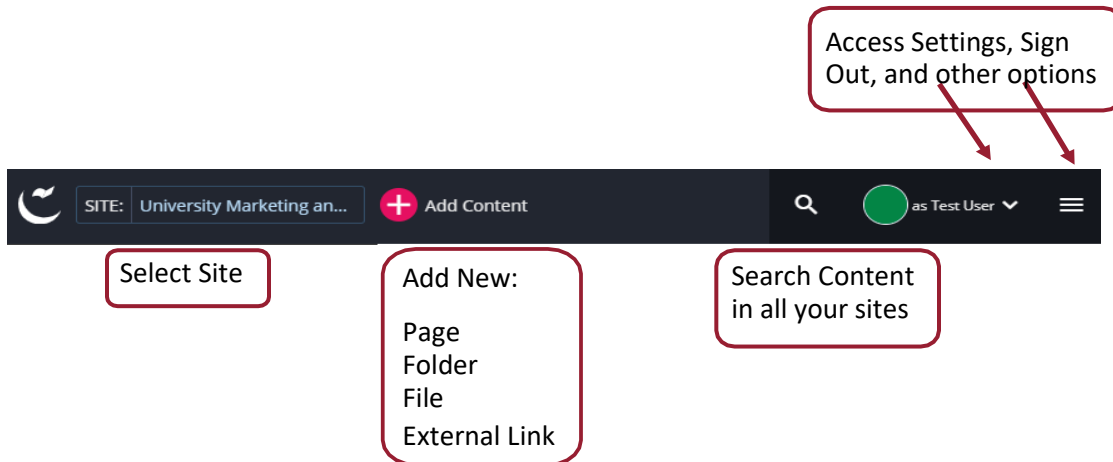 Access Settings, Sign
Out, and other options
SITE: University Marketing an... Add Content as Test User
Select Site
Add New:
Page
Folder
File
External Link
Search Content
in all your sites